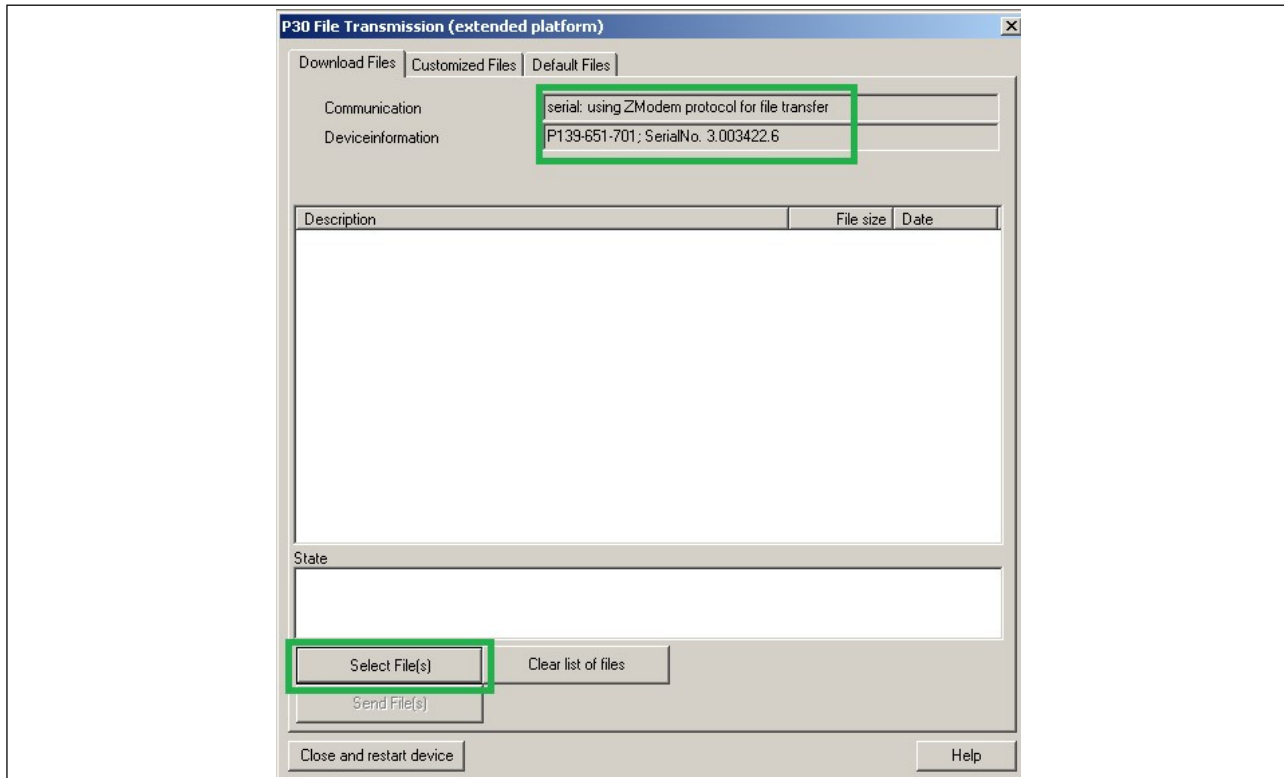 P30 File Transmission (extended platform)
Download Files Customized Files Default Files
Communication serial: using ZModem protocol for file transfer
Deviceinformation P139-651-701; SerialNo. 3.003422.6
Description File size Date
State
Select File(s) Clear list of files
Send File(s)
Close and restart device Help